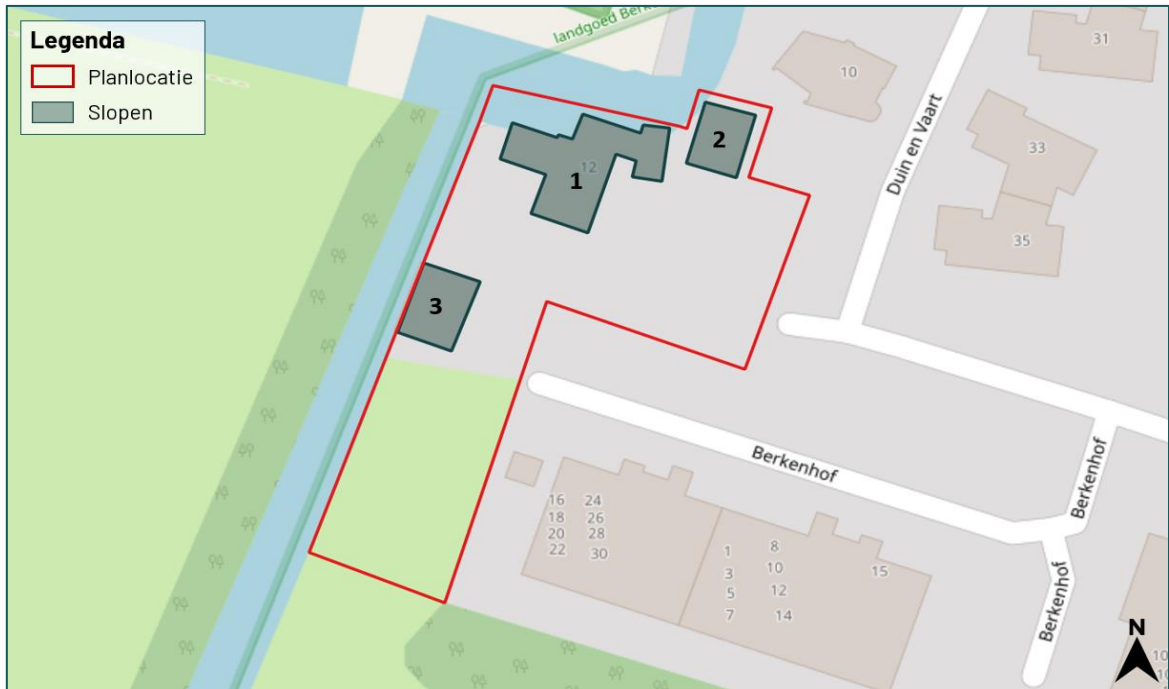 Legenda
Planlocatie
Slopen
landgoed Berk
10
31
33
35
Duin en Vaart
12
1
2
3
Berkenhof
Berkenhof
Berkenhof
16 24
18 26
20 28
22 30
1 8
3 10
5 12
7 14
15
N
10